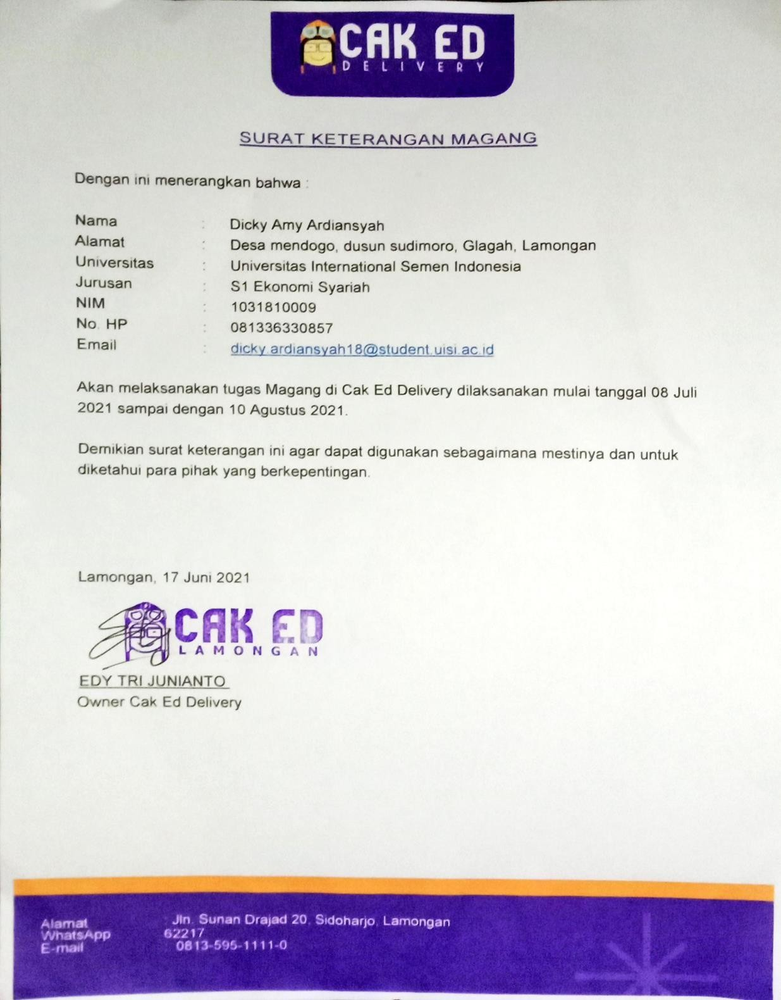 CAK ED
DELIVERY
SURAT KETERANGAN MAGANG
Dengan ini menerangkan bahwa :
Nama : Dicky Amy Ardiansyah
Alamat : Desa mendogo, dusun sudimoro, Glagah, Lamongan
Universitas : Universitas International Semen Indonesia
Jurusan : S1 Ekonomi Syariah
NIM : 1031810009
No. HP : 081336330857
Email : dicky.ardiansyah18@student.uisi.ac.id
Akan melaksanakan tugas Magang di Cak Ed Delivery dilaksanakan mulai tanggal 08 Juli
2021 sampai dengan 10 Agustus 2021.
Demikian surat keterangan ini agar dapat digunakan sebagaimana mestinya dan untuk
diketahui para pihak yang berkepentingan.
Lamongan, 17 Juni 2021
CAK ED
LAMONGAN
EDY TRI JUNIANTO
Owner Cak Ed Delivery
Alamat : Jln. Sunan Drajad 20, Sidoharjo, Lamongan
WhatsApp 62217
E-mail : 0813-595-1111-0